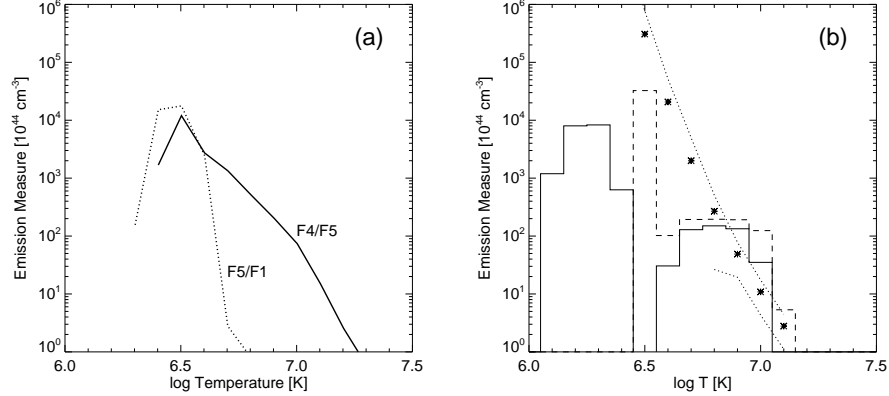 (a)
Emission Measure [10^44 cm^-3]
10^6
10^5
10^4
10^3
10^2
10^1
10^0
F4/F5
F5/F1
6.0 6.5 7.0 7.5
log Temperature [K]
(b)
Emission Measure [10^44 cm^-3]
10^6
10^5
10^4
10^3
10^2
10^1
10^0
6.0 6.5 7.0 7.5
log T [K]